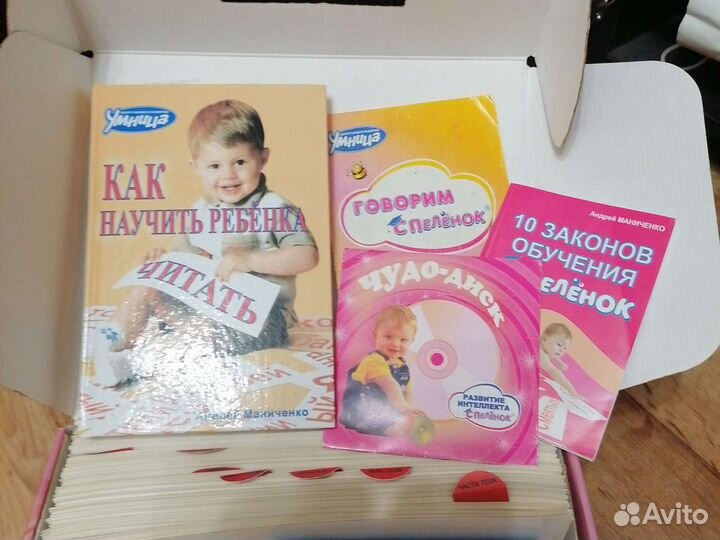 Умница
КАК
НАУЧИТЬ РЕБЁНКА
ЧИТАТЬ
Андрей Маниченко
Умница
ГОВОРИМ
С ПЕЛЁНОК®
Андрей МАНИЧЕНКО
10 ЗАКОНОВ
ОБУЧЕНИЯ
ПЕЛЁНОК
ЧУДО-ДИСК
РАЗВИТИЕ
ИНТЕЛЛЕКТА
С ПЕЛЁНОК
ЧАСТИ ТЕЛА
Avito